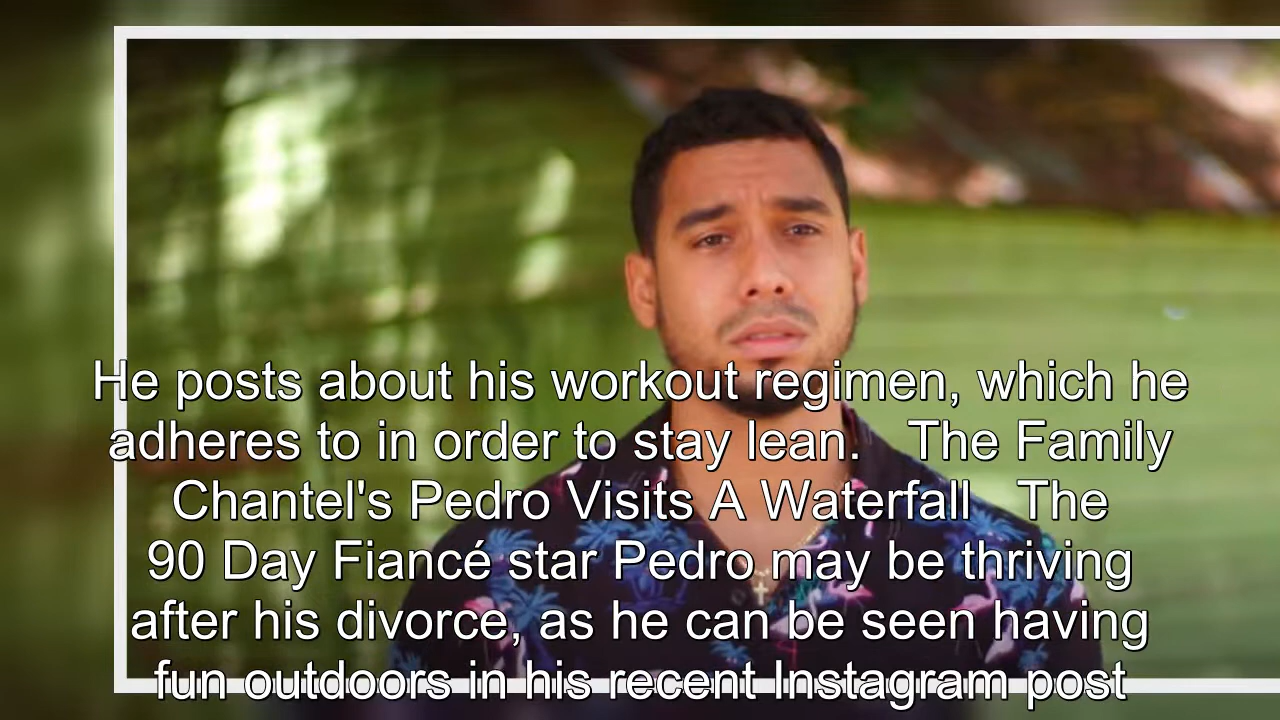 He posts about his workout regimen, which he
adheres to in order to stay lean.   The Family
Chantel's Pedro Visits A Waterfall   The
90 Day Fiancé star Pedro may be thriving
after his divorce, as he can be seen having
fun outdoors in his recent Instagram post